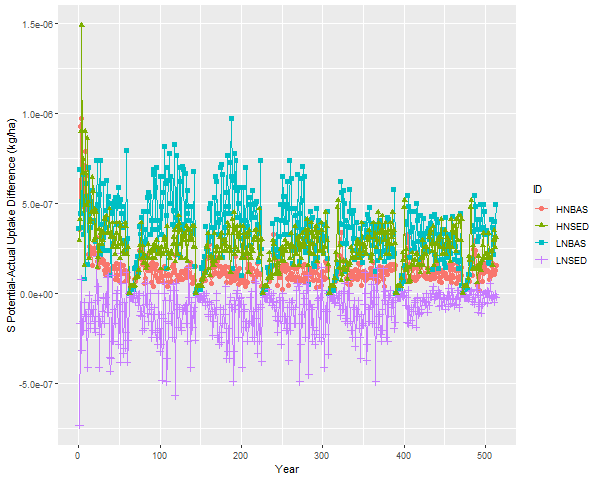 1.5e-06
1.0e-06
5.0e-07
0.0e+00
-5.0e-07
S Potential-Actual Uptake Difference (kg/ha)
0 100 200 300 400 500
Year
ID
HNBAS
HNSED
LNBAS
LNSED